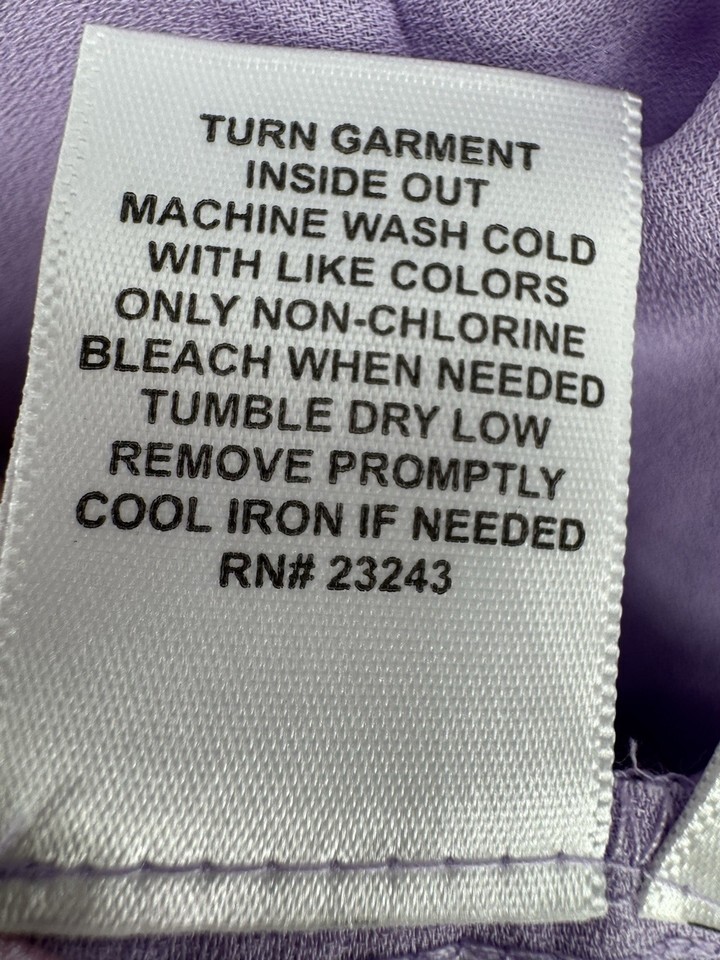 TURN GARMENT
INSIDE OUT
MACHINE WASH COLD
WITH LIKE COLORS
ONLY NON-CHLORINE
BLEACH WHEN NEEDED
TUMBLE DRY LOW
REMOVE PROMPTLY
COOL IRON IF NEEDED
RN# 23243